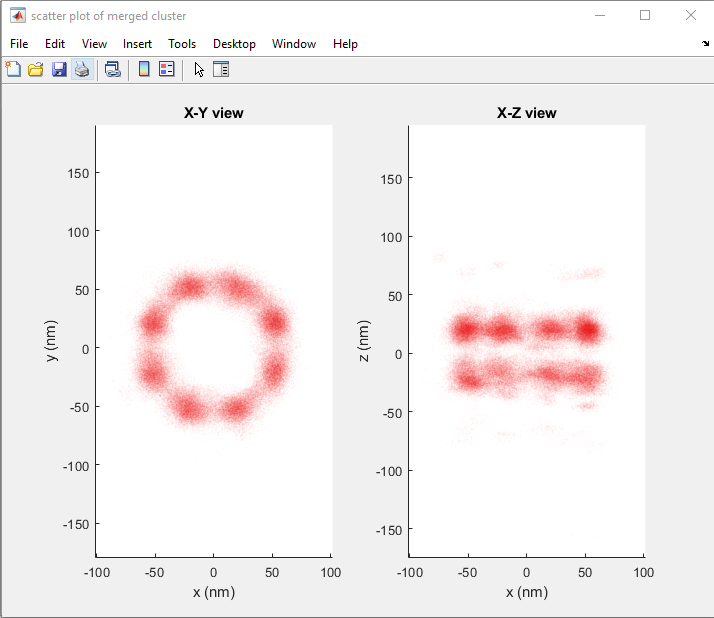 scatter plot of merged cluster
File Edit View Insert Tools Desktop Window Help
X-Y view
150
100
50
0
-50
-100
-150
y (nm)
-100 -50 0 50 100
x (nm)
X-Z view
150
100
50
0
-50
-100
-150
z (nm)
-100 -50 0 50 100
x (nm)